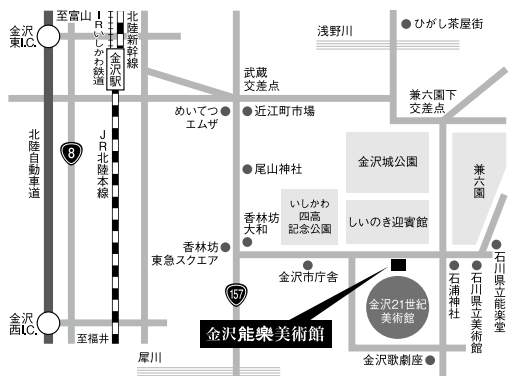 金沢
東I.C.
至富山
IRいしかわ鉄道
北陸新幹線
金沢駅
浅野川
ひがし茶屋街
武蔵
交差点
兼六園下
交差点
めいてつ
エムザ
近江町市場
北陸自動車道
8
JR北陸本線
尾山神社
金沢城公園
兼六園
いしかわ
四高
記念公園
しいのき迎賓館
香林坊
大和
香林坊
東急スクエア
金沢市庁舎
石浦神社
石川県立美術館
石川県立能楽堂
157
金沢21世紀
美術館
金沢能樂美術館
金沢
西I.C.
至福井
犀川
金沢歌劇座